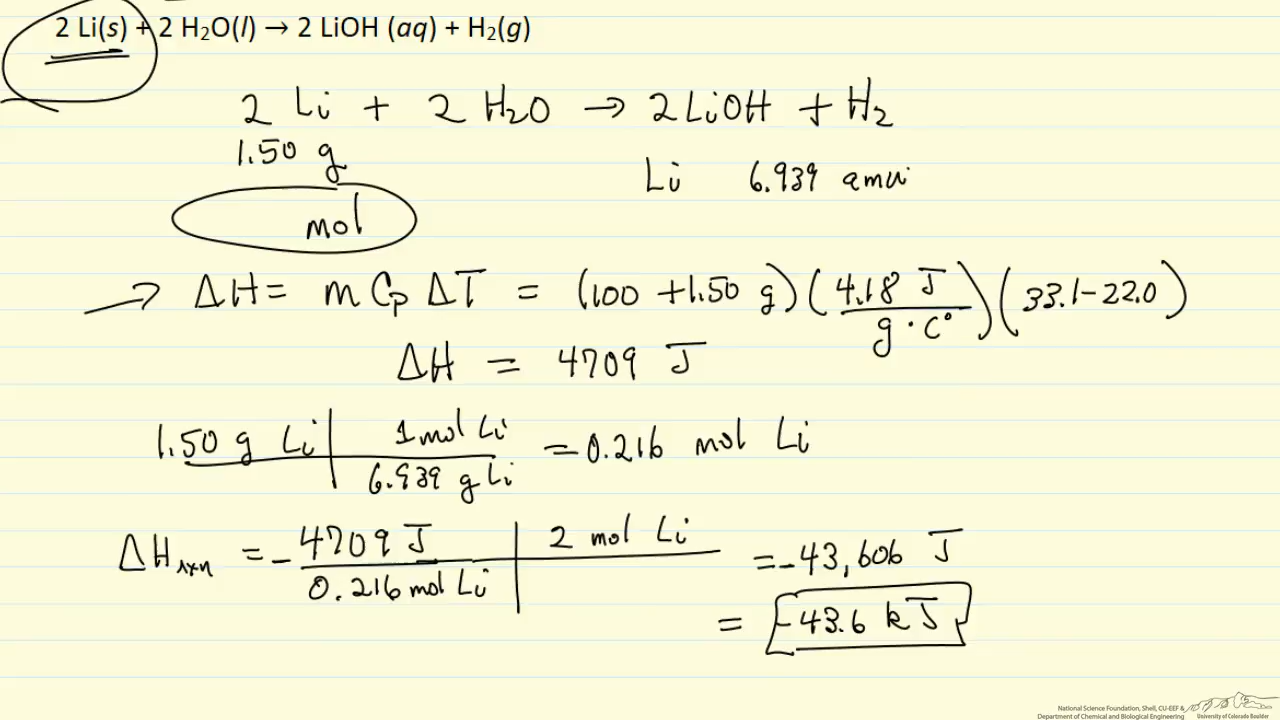 2 Li(s) + 2 H₂O(l) → 2 LiOH (aq) + H₂(g)
2 Li + 2 H₂O → 2 LiOH + H₂
1.50 g
Li 6.939 amu
mol
→ ΔH = m Cp ΔT = (100 + 1.50 g) (4.18 J / g · C°) (33.1 - 22.0)
ΔH = 4709 J
1.50 g Li | 1 mol Li / 6.939 g Li = 0.216 mol Li
ΔH rxn = - 4709 J / 0.216 mol Li | 2 mol Li = - 43,606 J
= - 43.6 kJ
National Science Foundation, Shell, CU-EEF &
Department of Chemical and Biological Engineering
University of Colorado Boulder